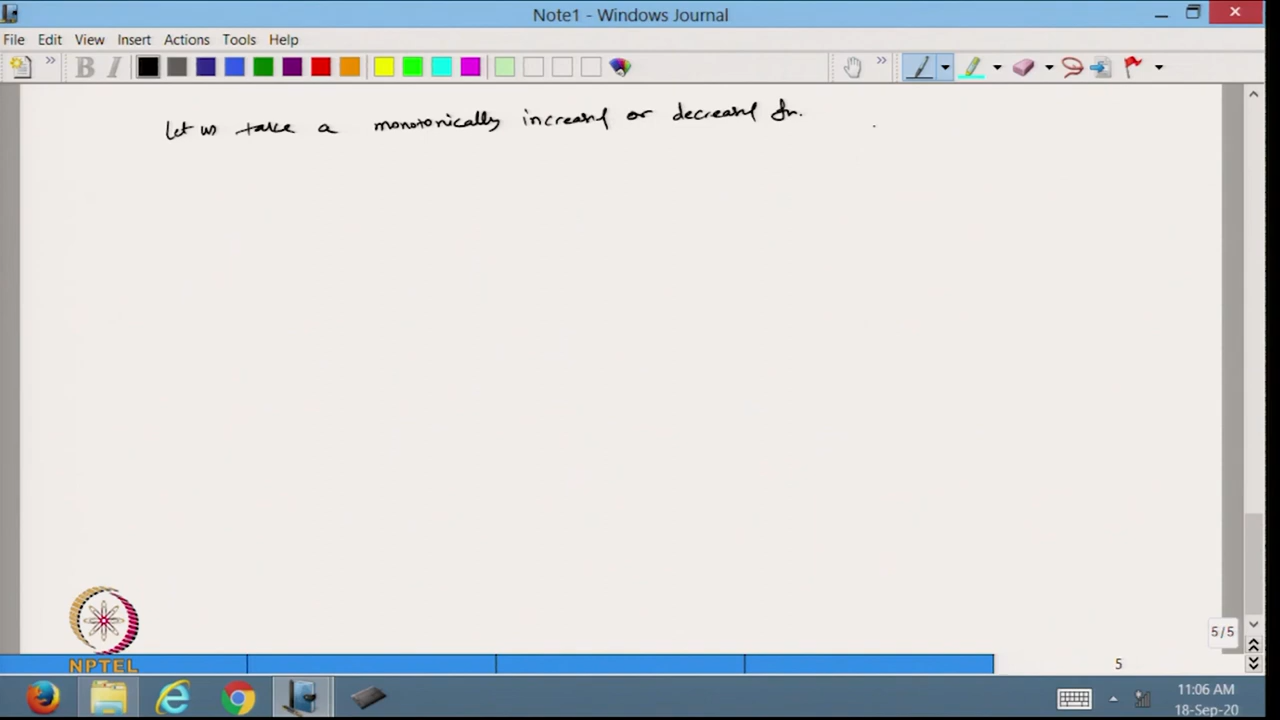 Note1 - Windows Journal
File Edit View Insert Actions Tools Help
B I
Let us take a monotonically increasing or decreasing fn.
5/5
NPTEL
5
11:06 AM
18-Sep-20